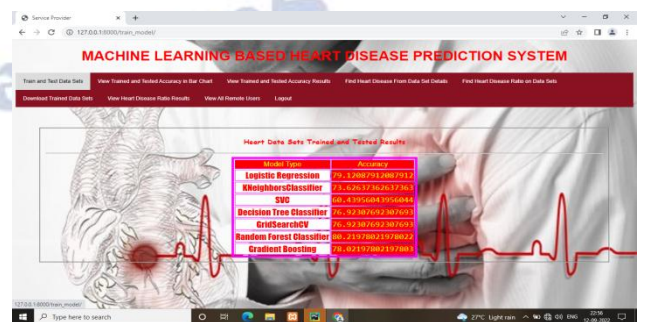 Service Provider
127.0.0.1:8000/train_model/
MACHINE LEARNING BASED HEART DISEASE PREDICTION SYSTEM
Train and Test Data Sets View Trained and Tested Accuracy in Bar Chart View Trained and Tested Accuracy Results Find Heart Disease From Data Set Details Find Heart Disease Ratio on Data Sets
Download Trained Data Sets View Heart Disease Ratio Results View All Remote Users Logout
Heart Data Sets Trained and Tested Results
Model Type Accuracy
Logistic Regression 79.12087912087912
KNeighborsClassifier 73.62637362637363
SVC 60.43956043956044
Decision Tree Classifier 76.92307692307693
GridSearchCV 76.92307692307693
Random Forest Classifier 80.21978021978022
Gradient Boosting 78.02197802197803
127.0.0.1:8000/train_model/
Type here to search
27°C Light rain ENG 22:56
12-09-2022